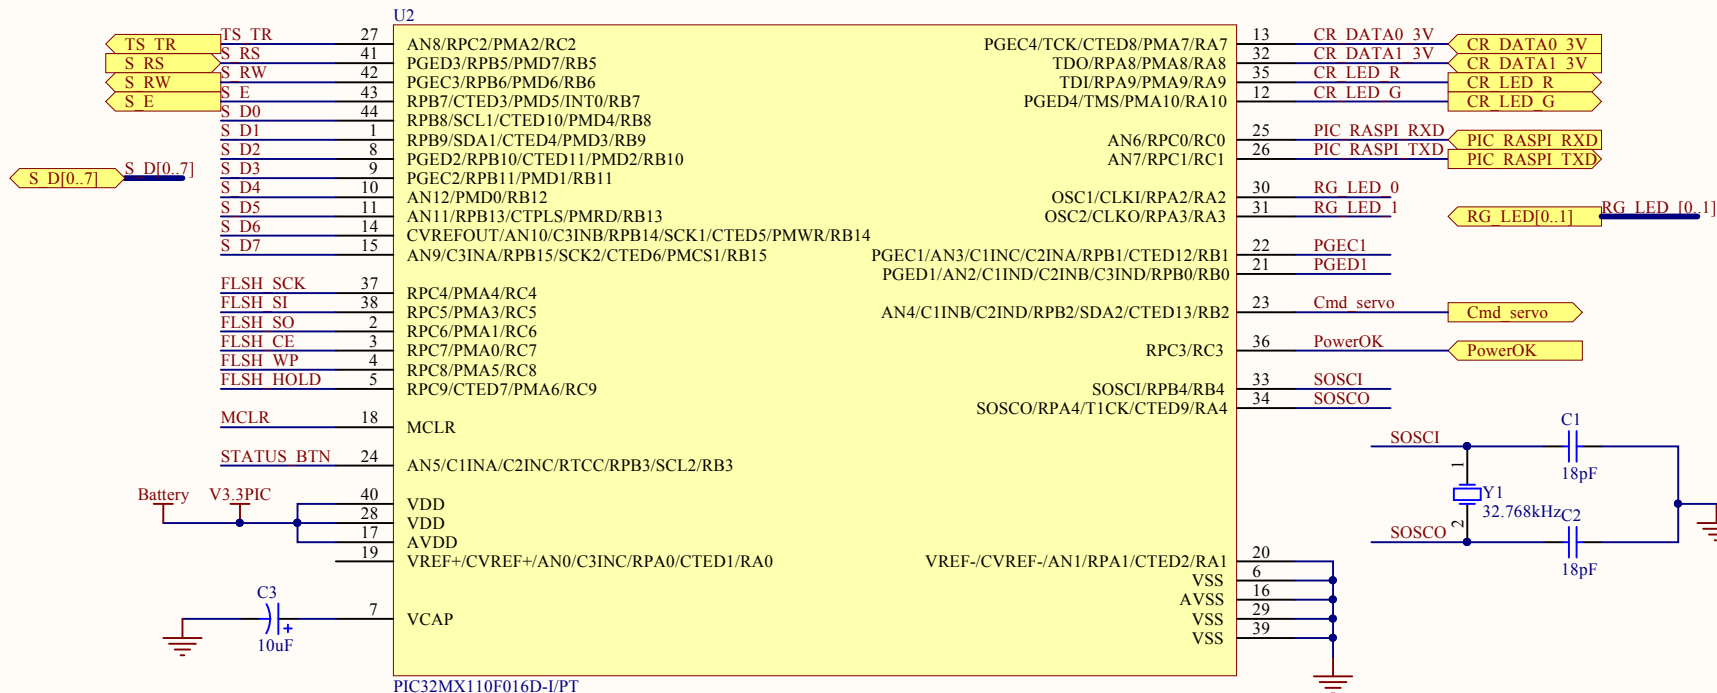 U2
TS_TR TS_TR 27 AN8/RPC2/PMA2/RC2 PGEC4/TCK/CTED8/PMA7/RA7 13 CR_DATA0_3V CR_DATA0_3V
S_RS S_RS 41 PGED3/RPB5/PMD7/RB5 TDO/RPA8/PMA8/RA8 32 CR_DATA1_3V CR_DATA1_3V
S_RW S_RW 42 PGEC3/RPB6/PMD6/RB6 TDI/RPA9/PMA9/RA9 35 CR_LED_R CR_LED_R
S_E S_E 43 RPB7/CTED3/PMD5/INT0/RB7 PGED4/TMS/PMA10/RA10 12 CR_LED_G CR_LED_G
S_D0 44 RPB8/SCL1/CTED10/PMD4/RB8
S_D1 1 RPB9/SDA1/CTED4/PMD3/RB9 AN6/RPC0/RC0 25 PIC_RASPI_RXD PIC_RASPI_RXD
S_D2 8 PGED2/RPB10/CTED11/PMD2/RB10 AN7/RPC1/RC1 26 PIC_RASPI_TXD PIC_RASPI_TXD
S_D[0..7] S_D[0..7] S_D3 9 PGEC2/RPB11/PMD1/RB11
S_D4 10 AN12/PMD0/RB12 OSC1/CLKI/RPA2/RA2 30 RG_LED_0
S_D5 11 AN11/RPB13/CTPLS/PMRD/RB13 OSC2/CLKO/RPA3/RA3 31 RG_LED_1 RG_LED[0..1] RG_LED_[0..1]
S_D6 14 CVREFOUT/AN10/C3INB/RPB14/SCK1/CTED5/PMWR/RB14
S_D7 15 AN9/C3INA/RPB15/SCK2/CTED6/PMCS1/RB15 PGEC1/AN3/C1INC/C2INA/RPB1/CTED12/RB1 22 PGEC1
PGED1/AN2/C1IND/C2INB/C3IND/RPB0/RB0 21 PGED1
FLSH_SCK 37 RPC4/PMA4/RC4
FLSH_SI 38 RPC5/PMA3/RC5 AN4/C1INB/C2IND/RPB2/SDA2/CTED13/RB2 23 Cmd_servo Cmd_servo
FLSH_SO 2 RPC6/PMA1/RC6
FLSH_CE 3 RPC7/PMA0/RC7 RPC3/RC3 36 PowerOK PowerOK
FLSH_WP 4 RPC8/PMA5/RC8
FLSH_HOLD 5 RPC9/CTED7/PMA6/RC9 SOSCI/RPB4/RB4 33 SOSCI
SOSCO/RPA4/T1CK/CTED9/RA4 34 SOSCO
MCLR 18 MCLR
STATUS_BTN 24 AN5/C1INA/C2INC/RTCC/RPB3/SCL2/RB3
Battery V3.3PIC 40 VDD
28 VDD
17 AVDD
19 VREF+/CVREF+/AN0/C3INC/RPA0/CTED1/RA0 VREF-/CVREF-/AN1/RPA1/CTED2/RA1 20
VSS 6
AVSS 16
C3 10uF 7 VCAP VSS 29
VSS 39
PIC32MX110F016D-I/PT
SOSCI C1
18pF
1
Y1
32.768kHz
2
SOSCO C2
18pF